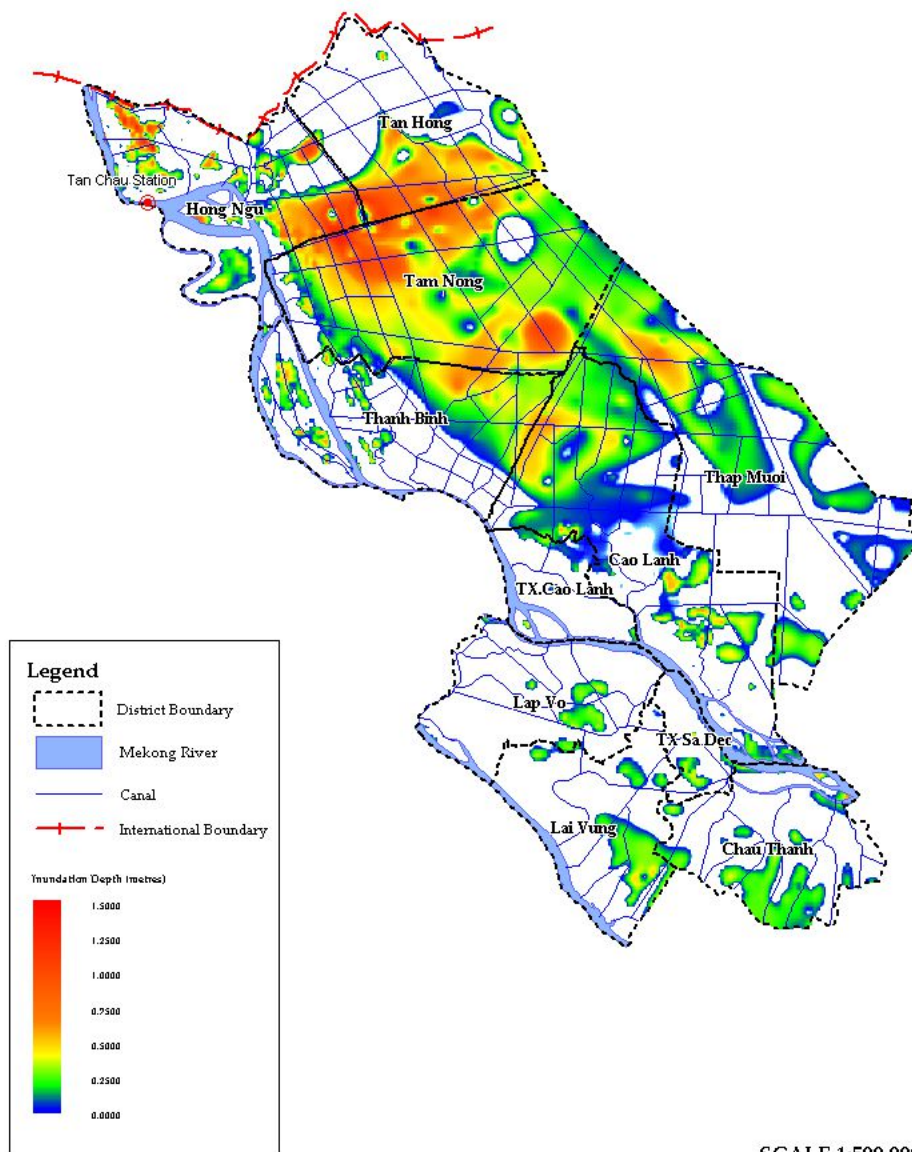 Tan Hong
Tan Chau Station
Hong Ngu
Tam Nong
Thanh Binh
Thap Muoi
Cao Lanh
TX.Cao Lanh
Lap Vo
TX Sa Dec
Lai Vung
Chau Thanh
Legend
District Boundary
Mekong River
Canal
International Boundary
Inundation Depth (metres)
1.5000
1.2500
1.0000
0.7500
0.5000
0.2500
0.0000